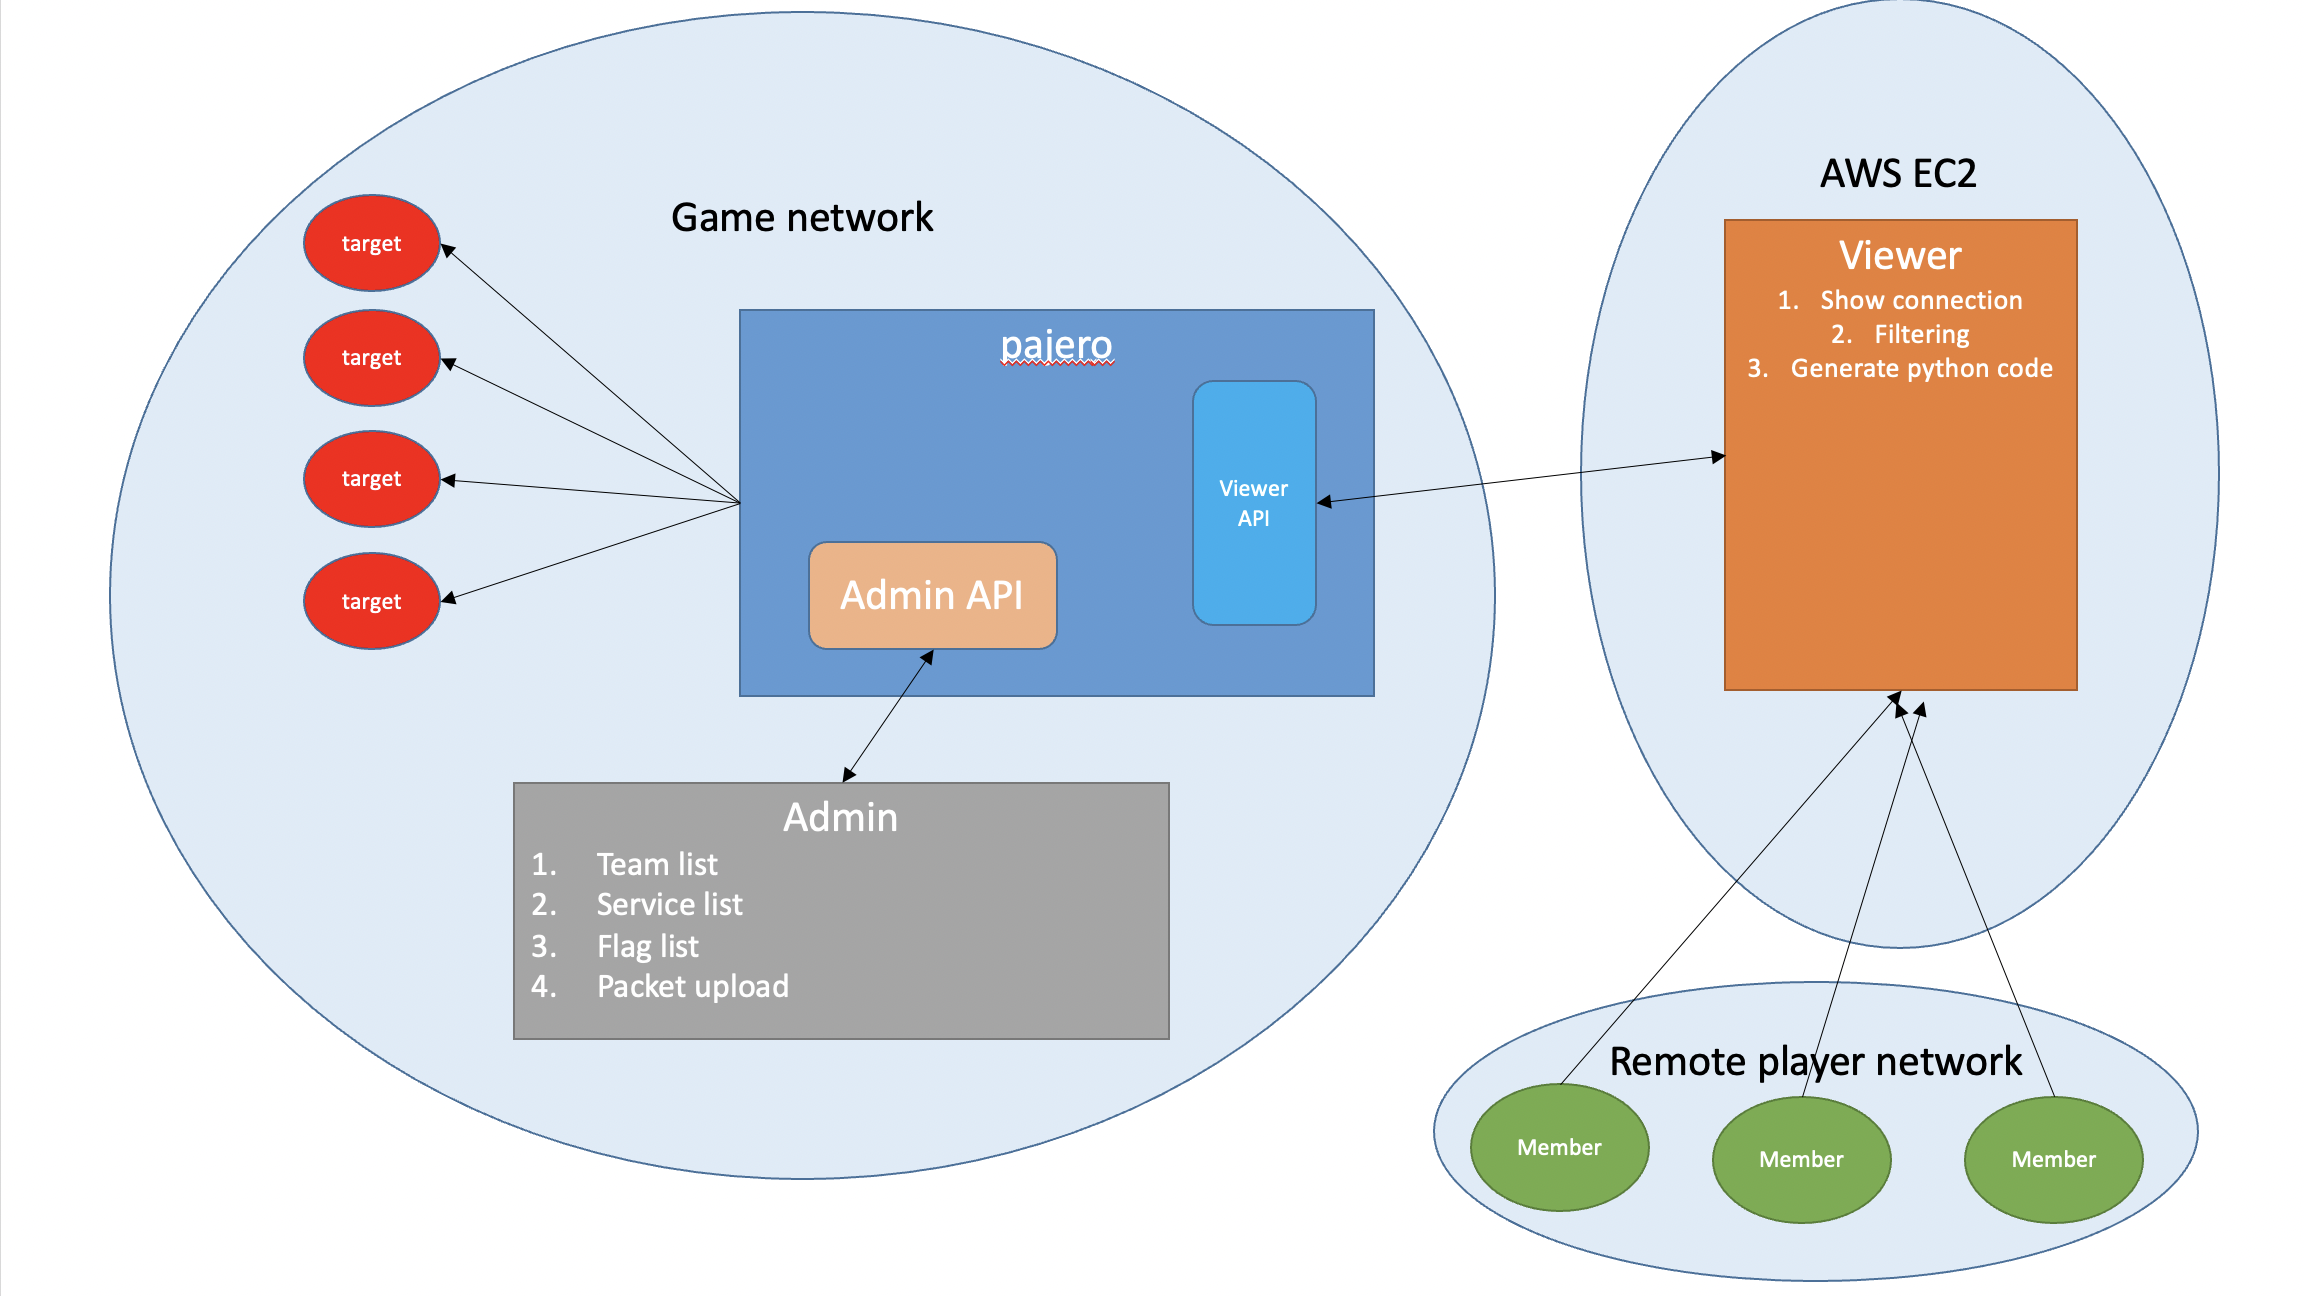 Game network
target
target
target
target
pajero
Viewer
API
Admin API
Admin
1. Team list
2. Service list
3. Flag list
4. Packet upload
AWS EC2
Viewer
1. Show connection
2. Filtering
3. Generate python code
Remote player network
Member
Member
Member